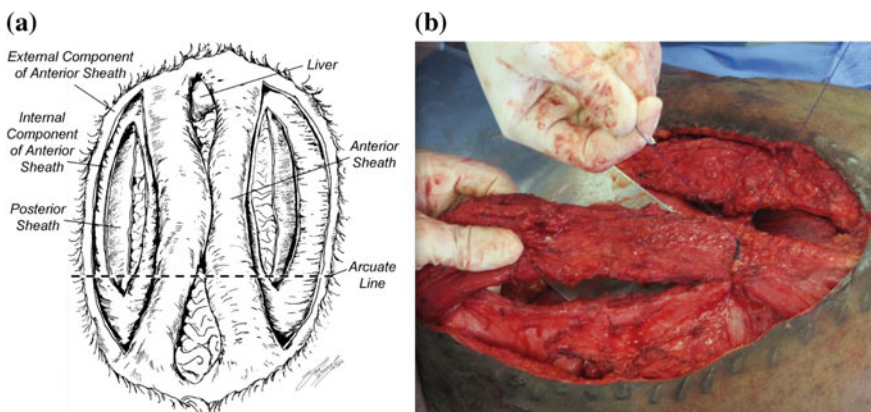 (a)
External Component
of Anterior Sheath
Internal
Component
of Anterior
Sheath
Posterior
Sheath
Liver
Anterior
Sheath
Arcuate
Line
(b)